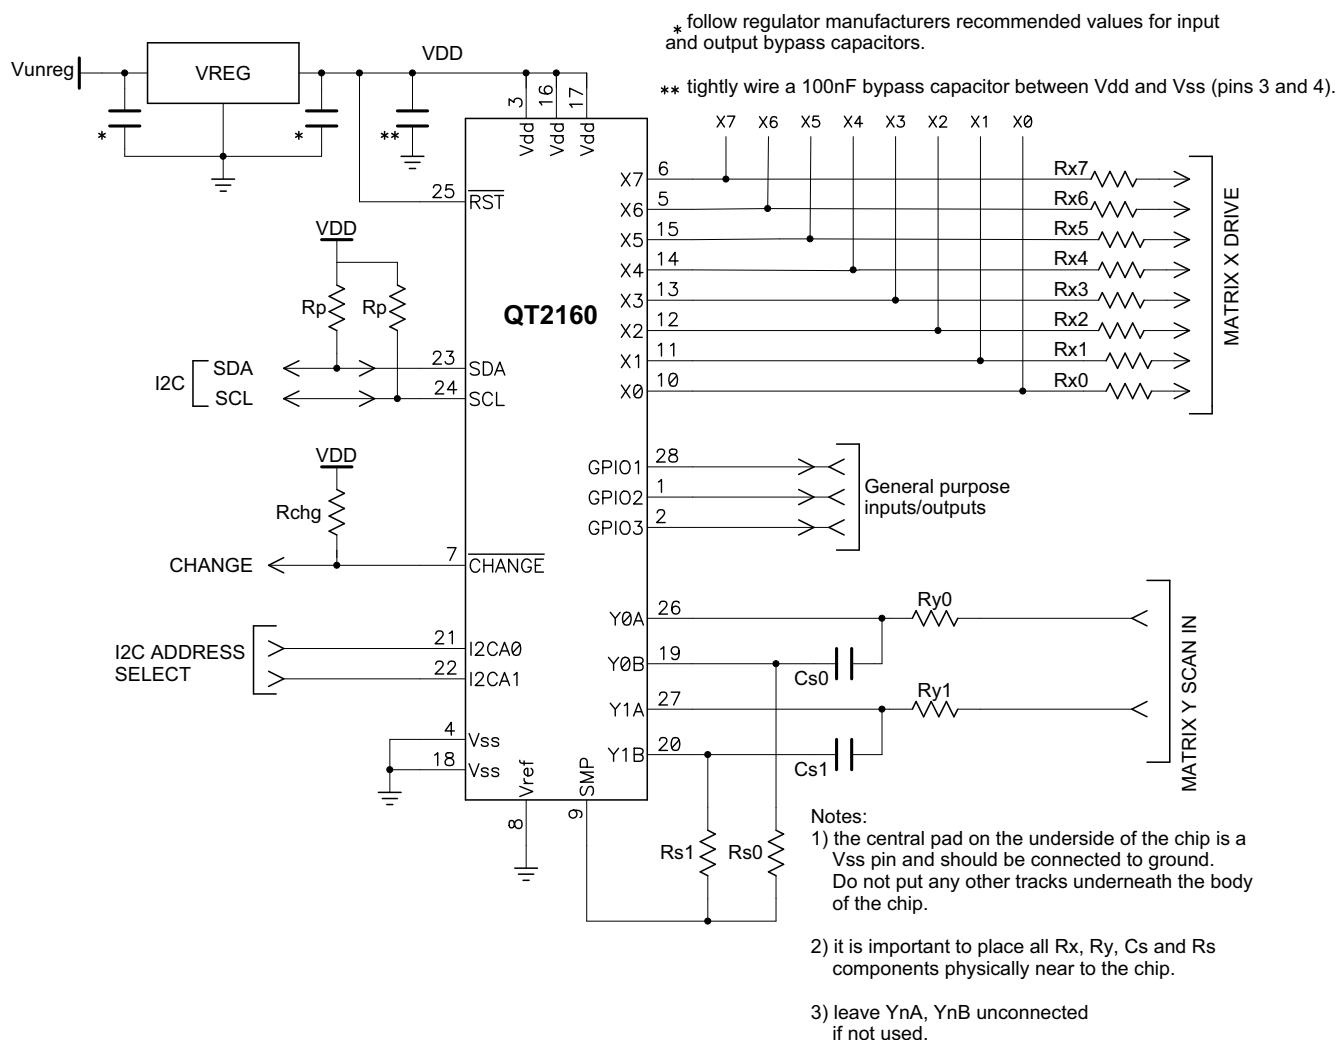 * follow regulator manufacturers recommended values for input
and output bypass capacitors.
** tightly wire a 100nF bypass capacitor between Vdd and Vss (pins 3 and 4).
Vunreg
VREG
VDD
*
*
**
3
16
17
Vdd
Vdd
Vdd
X7 X6 X5 X4 X3 X2 X1 X0
25 RST
X7 6 Rx7
X6 5 Rx6
X5 15 Rx5
X4 14 Rx4
X3 13 Rx3
X2 12 Rx2
X1 11 Rx1
X0 10 Rx0
MATRIX X DRIVE
QT2160
VDD
Rp
Rp
I2C
SDA
23 SDA
SCL
24 SCL
GPIO1 28
GPIO2 1
GPIO3 2
General purpose
inputs/outputs
VDD
Rchg
CHANGE
7 CHANGE
I2C ADDRESS
SELECT
21 I2CA0
22 I2CA1
Y0A 26
Ry0
Y0B 19
Cs0
Y1A 27
Ry1
Y1B 20
Cs1
MATRIX Y SCAN IN
4 Vss
18 Vss
Vref
8
SMP
9
Rs1
Rs0
Notes:
1) the central pad on the underside of the chip is a
Vss pin and should be connected to ground.
Do not put any other tracks underneath the body
of the chip.
2) it is important to place all Rx, Ry, Cs and Rs
components physically near to the chip.
3) leave YnA, YnB unconnected
if not used.